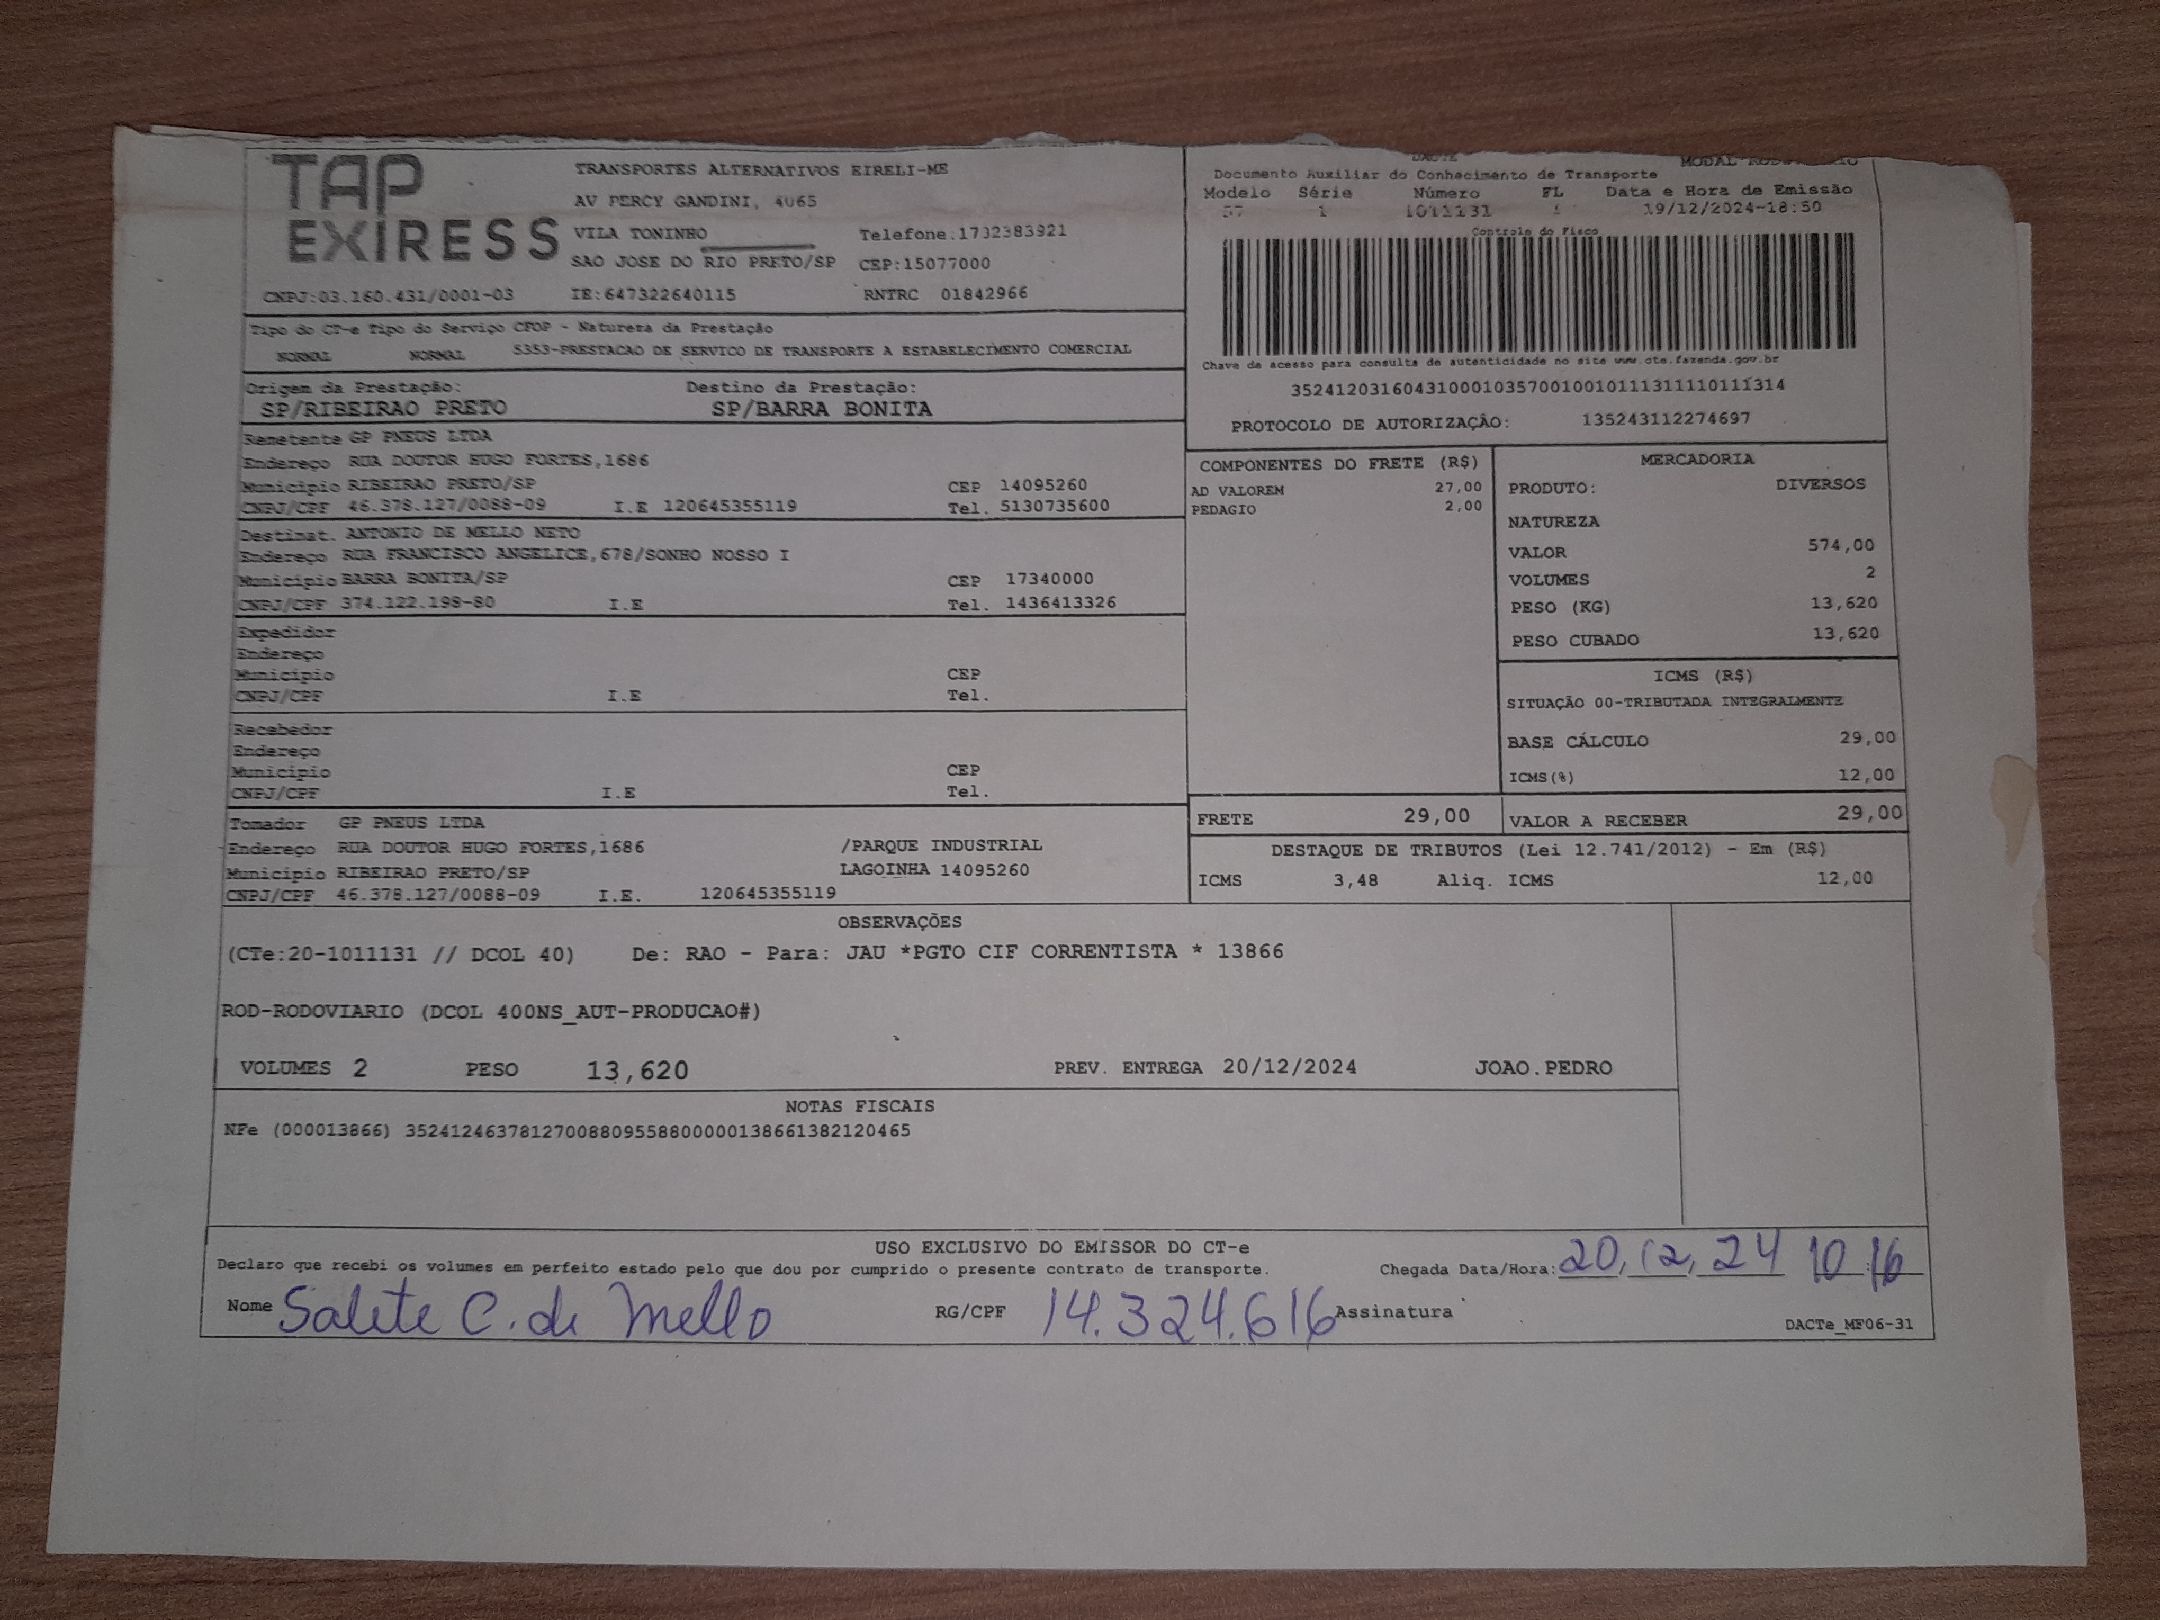 TAP
EXIRESS
TRANSPORTES ALTERNATIVOS EIRELI-ME
AV PERCY GANDINI, 4065
VILA TONINHO Telefone:1732383921
SAO JOSE DO RIO PRETO/SP CEP:15077000
CNPJ:03.160.431/0001-03 IE:647322640115 RNTRC 01842966
DACTE
Documento Auxiliar do Conhecimento de Transporte
Modelo Série Número FL Data e Hora de Emissão
57 1 1011131 1 19/12/2024-18:50
Controle do Fisco
Chave de acesso para consulta de autenticidade no site www.cte.fazenda.gov.br
35241203160431000103570010010111311110111314
PROTOCOLO DE AUTORIZAÇÃO: 135243112274697
Tipo do CT-e Tipo do Serviço CFOP - Natureza da Prestação
NORMAL NORMAL 5353-PRESTACAO DE SERVICO DE TRANSPORTE A ESTABELECIMENTO COMERCIAL
Origem da Prestação: Destino da Prestação:
SP/RIBEIRAO PRETO SP/BARRA BONITA
Remetente GP PNEUS LTDA
Endereço RUA DOUTOR HUGO FORTES,1686
Município RIBEIRAO PRETO/SP CEP 14095260
CNPJ/CPF 46.378.127/0088-09 I.E 120645355119 Tel. 5130735600
Destinat. ANTONIO DE MELLO NETO
Endereço RUA FRANCISCO ANGELICE,678/SONHO NOSSO I
Município BARRA BONITA/SP CEP 17340000
CNPJ/CPF 374.122.198-80 I.E Tel. 1436413326
Expedidor
Endereço
Município CEP
CNPJ/CPF I.E Tel.
Recebedor
Endereço
Município CEP
CNPJ/CPF I.E Tel.
Tomador GP PNEUS LTDA
Endereço RUA DOUTOR HUGO FORTES,1686 /PARQUE INDUSTRIAL
Município RIBEIRAO PRETO/SP LAGOINHA 14095260
CNPJ/CPF 46.378.127/0088-09 I.E. 120645355119
COMPONENTES DO FRETE (R$)
AD VALOREM 27,00
PEDAGIO 2,00
MERCADORIA
PRODUTO: DIVERSOS
NATUREZA
VALOR 574,00
VOLUMES 2
PESO (KG) 13,620
PESO CUBADO 13,620
ICMS (R$)
SITUAÇÃO 00-TRIBUTADA INTEGRALMENTE
BASE CÁLCULO 29,00
ICMS(%) 12,00
FRETE 29,00 VALOR A RECEBER 29,00
DESTAQUE DE TRIBUTOS (Lei 12.741/2012) - Em (R$)
ICMS 3,48 Aliq. ICMS 12,00
OBSERVAÇÕES
(CTe:20-1011131 // DCOL 40) De: RAO - Para: JAU *PGTO CIF CORRENTISTA * 13866
ROD-RODOVIARIO (DCOL 400NS_AUT-PRODUCAO#)
VOLUMES 2 PESO 13,620 PREV. ENTREGA 20/12/2024 JOAO.PEDRO
NOTAS FISCAIS
NFe (000013866) 35241246378127008809558800000138661382120465
USO EXCLUSIVO DO EMISSOR DO CT-e
Declaro que recebi os volumes em perfeito estado pelo que dou por cumprido o presente contrato de transporte. Chegada Data/Hora: 20,12,24 10:16
Nome Salete C. de Mello RG/CPF 14.324.616 Assinatura
DACTe_MF06-31